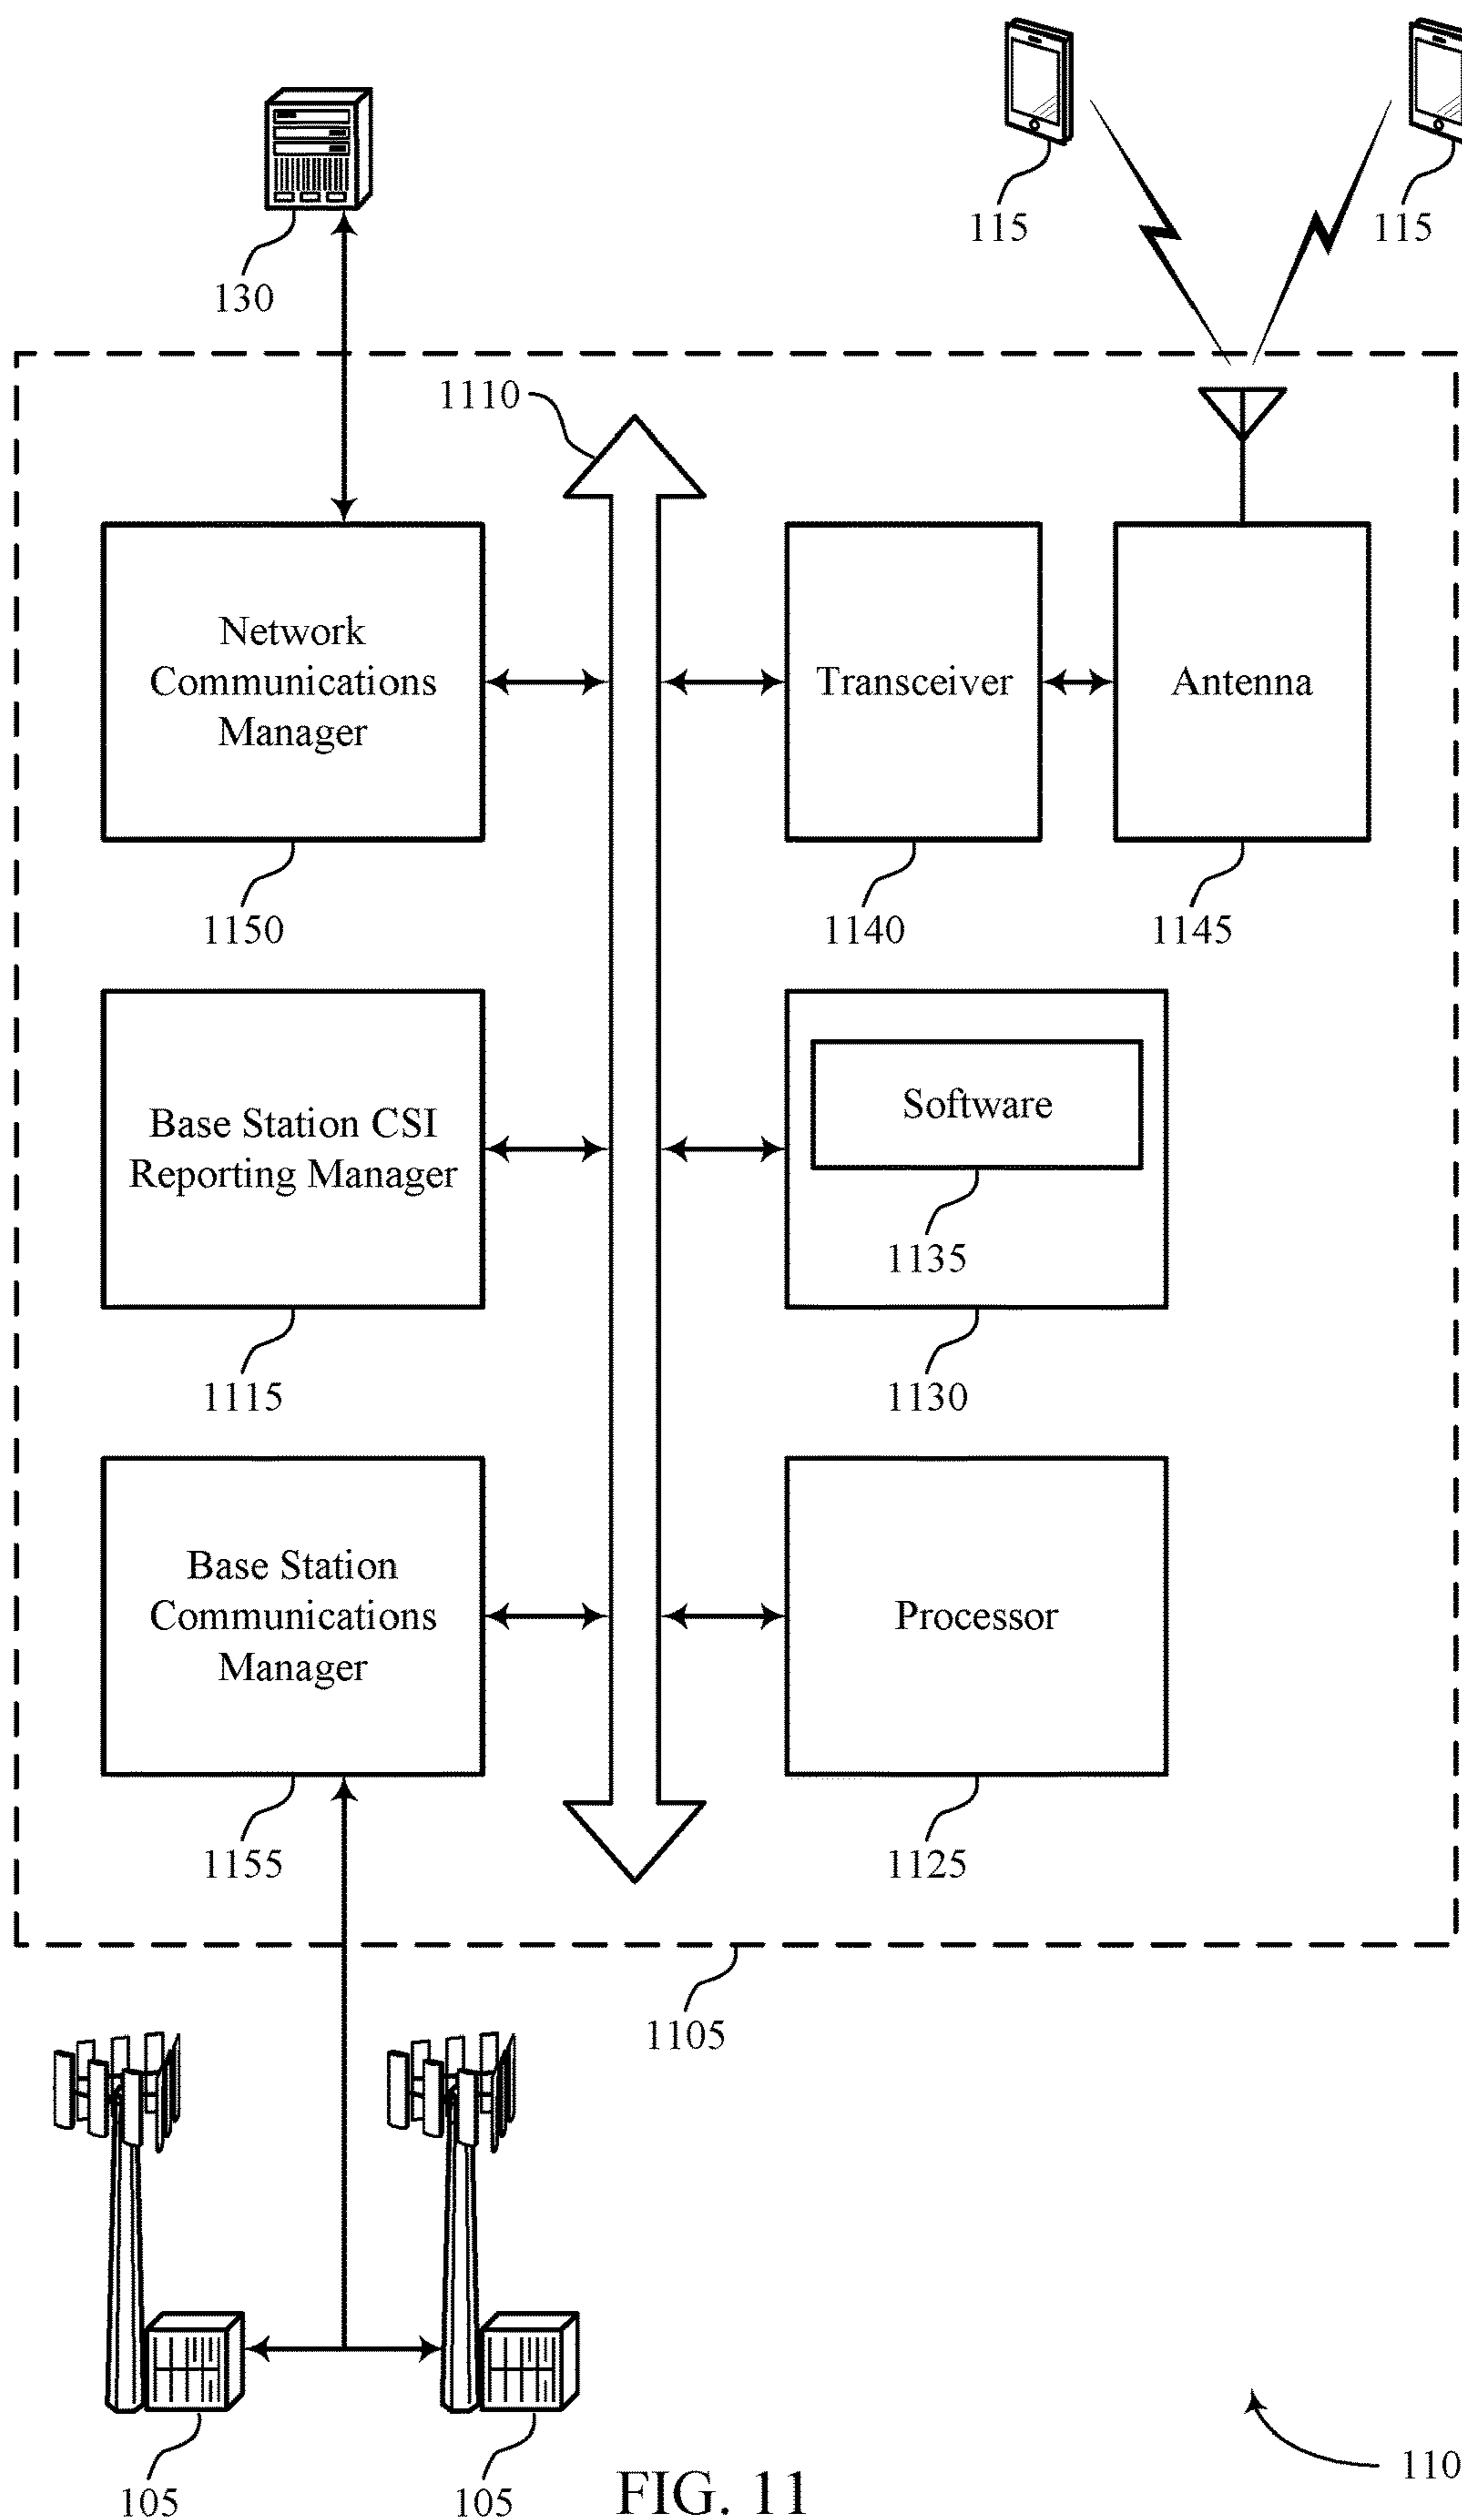 115
115
130
1110
Network
Communications
Manager
Transceiver
Antenna
1150
1140
1145
Base Station CSI
Reporting Manager
Software
1135
1115
1130
Base Station
Communications
Manager
Processor
1155
1125
1105
105
105
110
FIG. 11